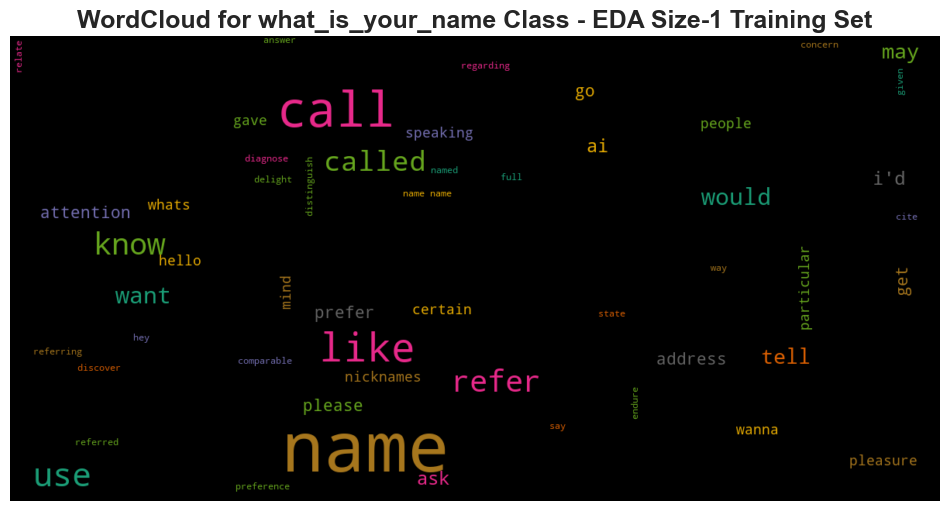 WordCloud for what_is_your_name Class - EDA Size-1 Training Set
answer
concern
relate
may
regarding
given
go
call
gave
people
speaking
ai
diagnose
called
named
full
i'd
delight
distinguish
name name
would
whats
attention
cite
know
hello
way
particular
get
want
mind
prefer
certain
state
hey
like
referring
comparable
address
tell
discover
nicknames
refer
please
endure
say
wanna
referred
name
pleasure
use
ask
preference